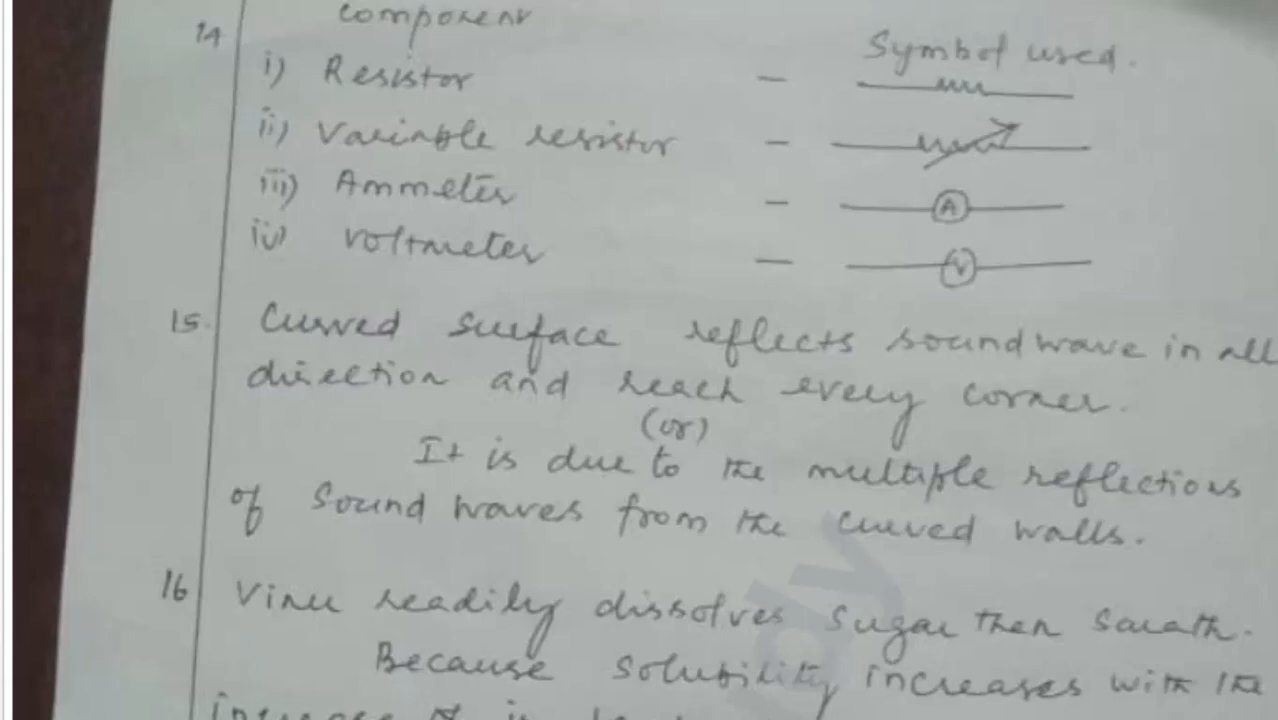 component
14
Symbol used.
i) Resistor -
ii) Variable resistor -
iii) Ammeter - A
iv) voltmeter - V
15. Curved surface reflects sound wave in all
direction and reach every corner.
(or)
It is due to the multiple reflections
of sound waves from the curved walls.
16 Vinu readily dissolves sugar then Sarath.
Because solubility increases with the
increase